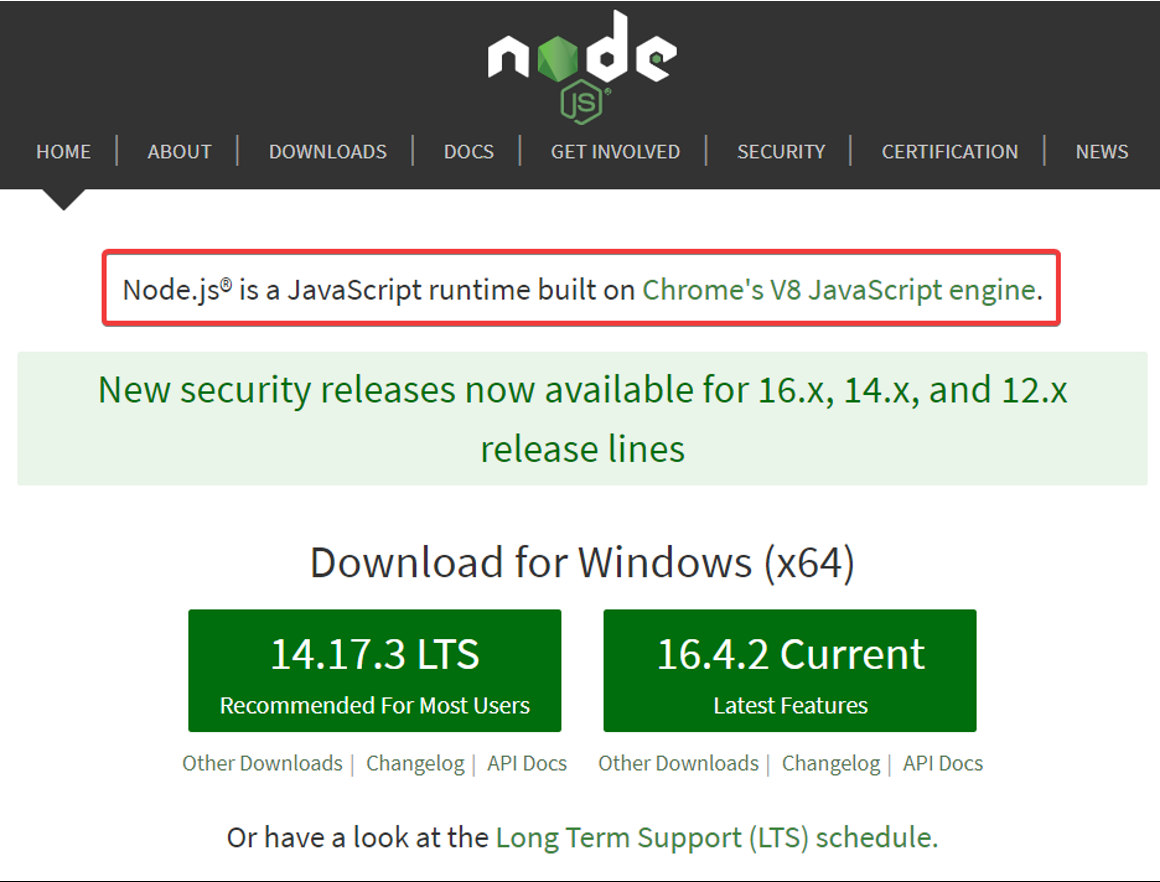 node
JS®
HOME | ABOUT | DOWNLOADS | DOCS | GET INVOLVED | SECURITY | CERTIFICATION | NEWS
Node.js® is a JavaScript runtime built on Chrome's V8 JavaScript engine.
New security releases now available for 16.x, 14.x, and 12.x
release lines
Download for Windows (x64)
14.17.3 LTS
Recommended For Most Users
16.4.2 Current
Latest Features
Other Downloads | Changelog | API Docs
Other Downloads | Changelog | API Docs
Or have a look at the Long Term Support (LTS) schedule.